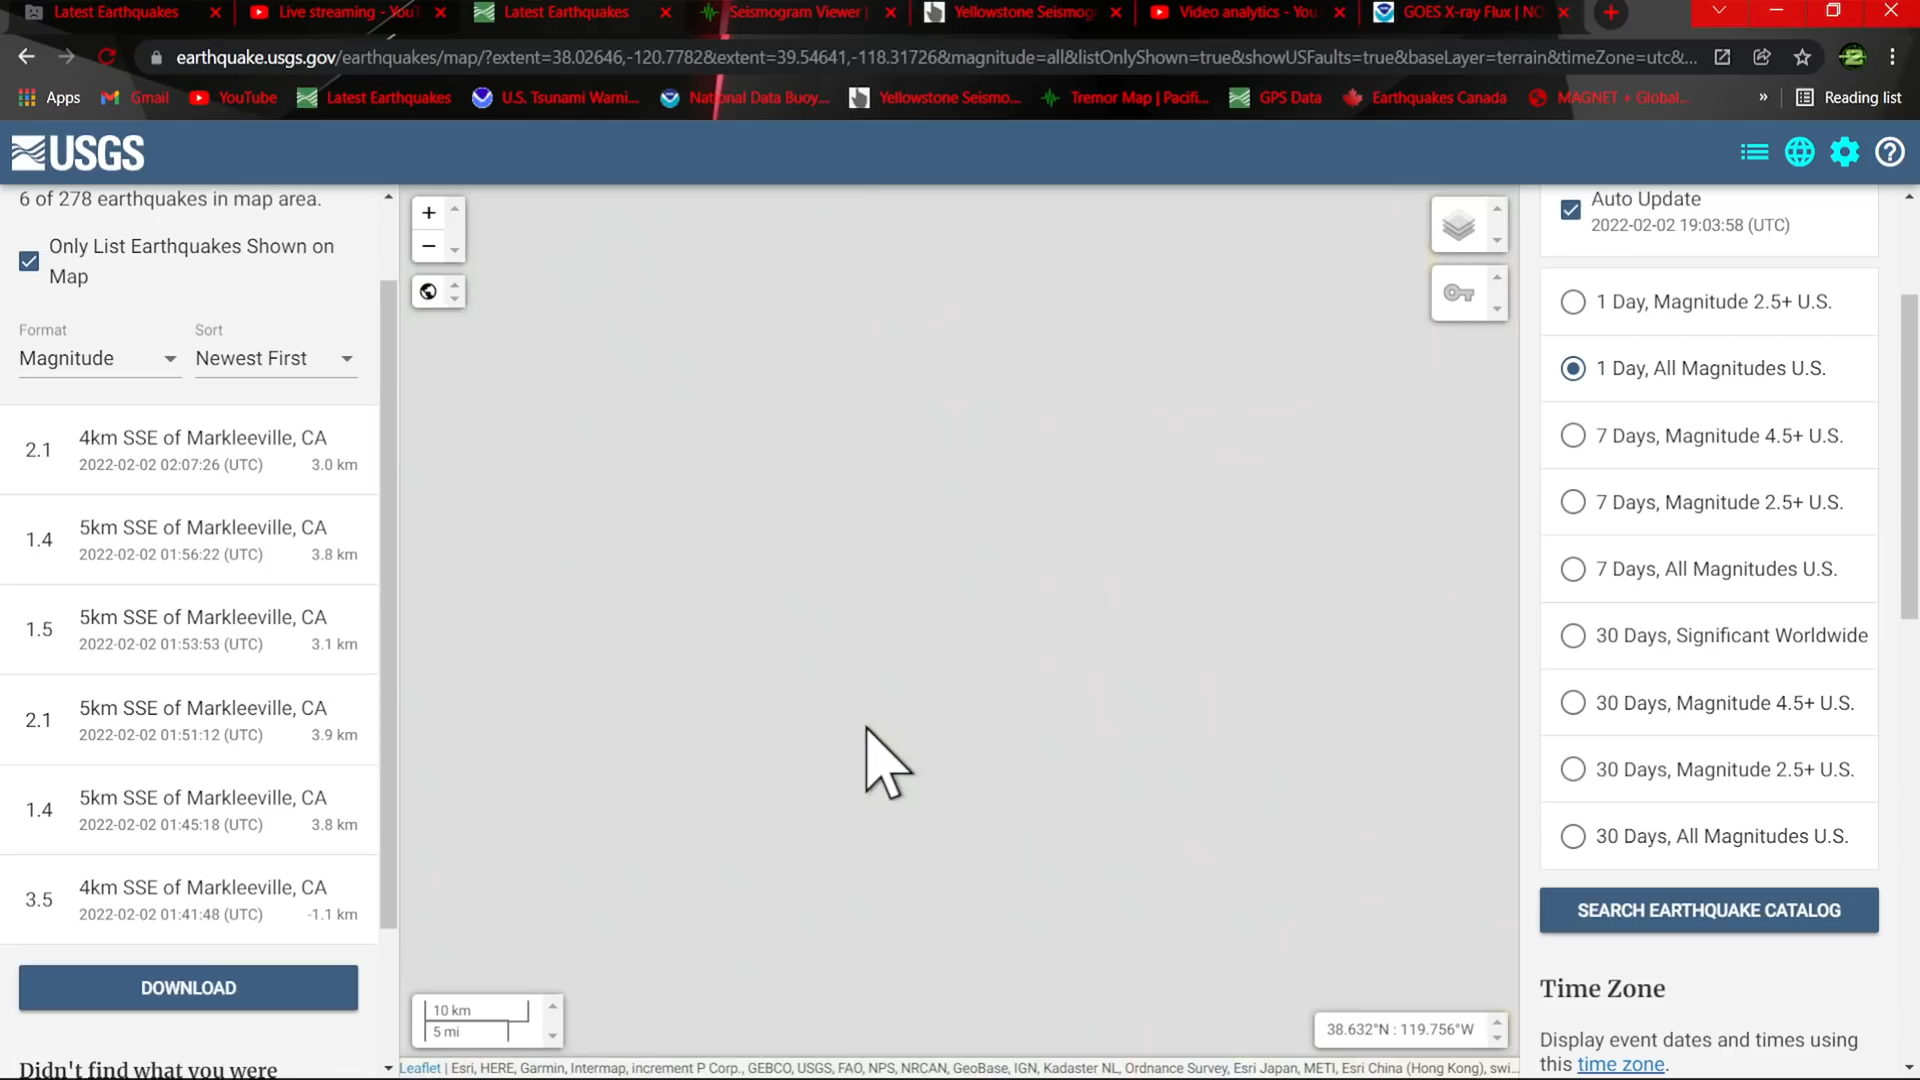 Latest Earthquakes
Live streaming - YouT
Latest Earthquakes
Seismogram Viewer |
Yellowstone Seismog
Video analytics - You
GOES X-ray Flux | NO
earthquake.usgs.gov/earthquakes/map/?extent=38.02646,-120.7782&extent=39.54641,-118.31726&magnitude=all&listOnlyShown=true&showUSFaults=true&baseLayer=terrain&timeZone=utc&...
Apps
Gmail
YouTube
Latest Earthquakes
U.S. Tsunami Warni...
National Data Buoy...
Yellowstone Seismo...
Tremor Map | Pacifi...
GPS Data
Earthquakes Canada
MAGNET + Global...
»
Reading list
USGS
6 of 278 earthquakes in map area.
Only List Earthquakes Shown on
Map
Format
Sort
Magnitude
Newest First
2.1
4km SSE of Markleeville, CA
2022-02-02 02:07:26 (UTC)
3.0 km
1.4
5km SSE of Markleeville, CA
2022-02-02 01:56:22 (UTC)
3.8 km
1.5
5km SSE of Markleeville, CA
2022-02-02 01:53:53 (UTC)
3.1 km
2.1
5km SSE of Markleeville, CA
2022-02-02 01:51:12 (UTC)
3.9 km
1.4
5km SSE of Markleeville, CA
2022-02-02 01:45:18 (UTC)
3.8 km
3.5
4km SSE of Markleeville, CA
2022-02-02 01:41:48 (UTC)
-1.1 km
DOWNLOAD
Didn't find what you were
+
−
10 km
5 mi
38.632°N : 119.756°W
Leaflet | Esri, HERE, Garmin, Intermap, increment P Corp., GEBCO, USGS, FAO, NPS, NRCAN, GeoBase, IGN, Kadaster NL, Ordnance Survey, Esri Japan, METI, Esri China (Hong Kong), swi...
Auto Update
2022-02-02 19:03:58 (UTC)
1 Day, Magnitude 2.5+ U.S.
1 Day, All Magnitudes U.S.
7 Days, Magnitude 4.5+ U.S.
7 Days, Magnitude 2.5+ U.S.
7 Days, All Magnitudes U.S.
30 Days, Significant Worldwide
30 Days, Magnitude 4.5+ U.S.
30 Days, Magnitude 2.5+ U.S.
30 Days, All Magnitudes U.S.
SEARCH EARTHQUAKE CATALOG
Time Zone
Display event dates and times using
this time zone.